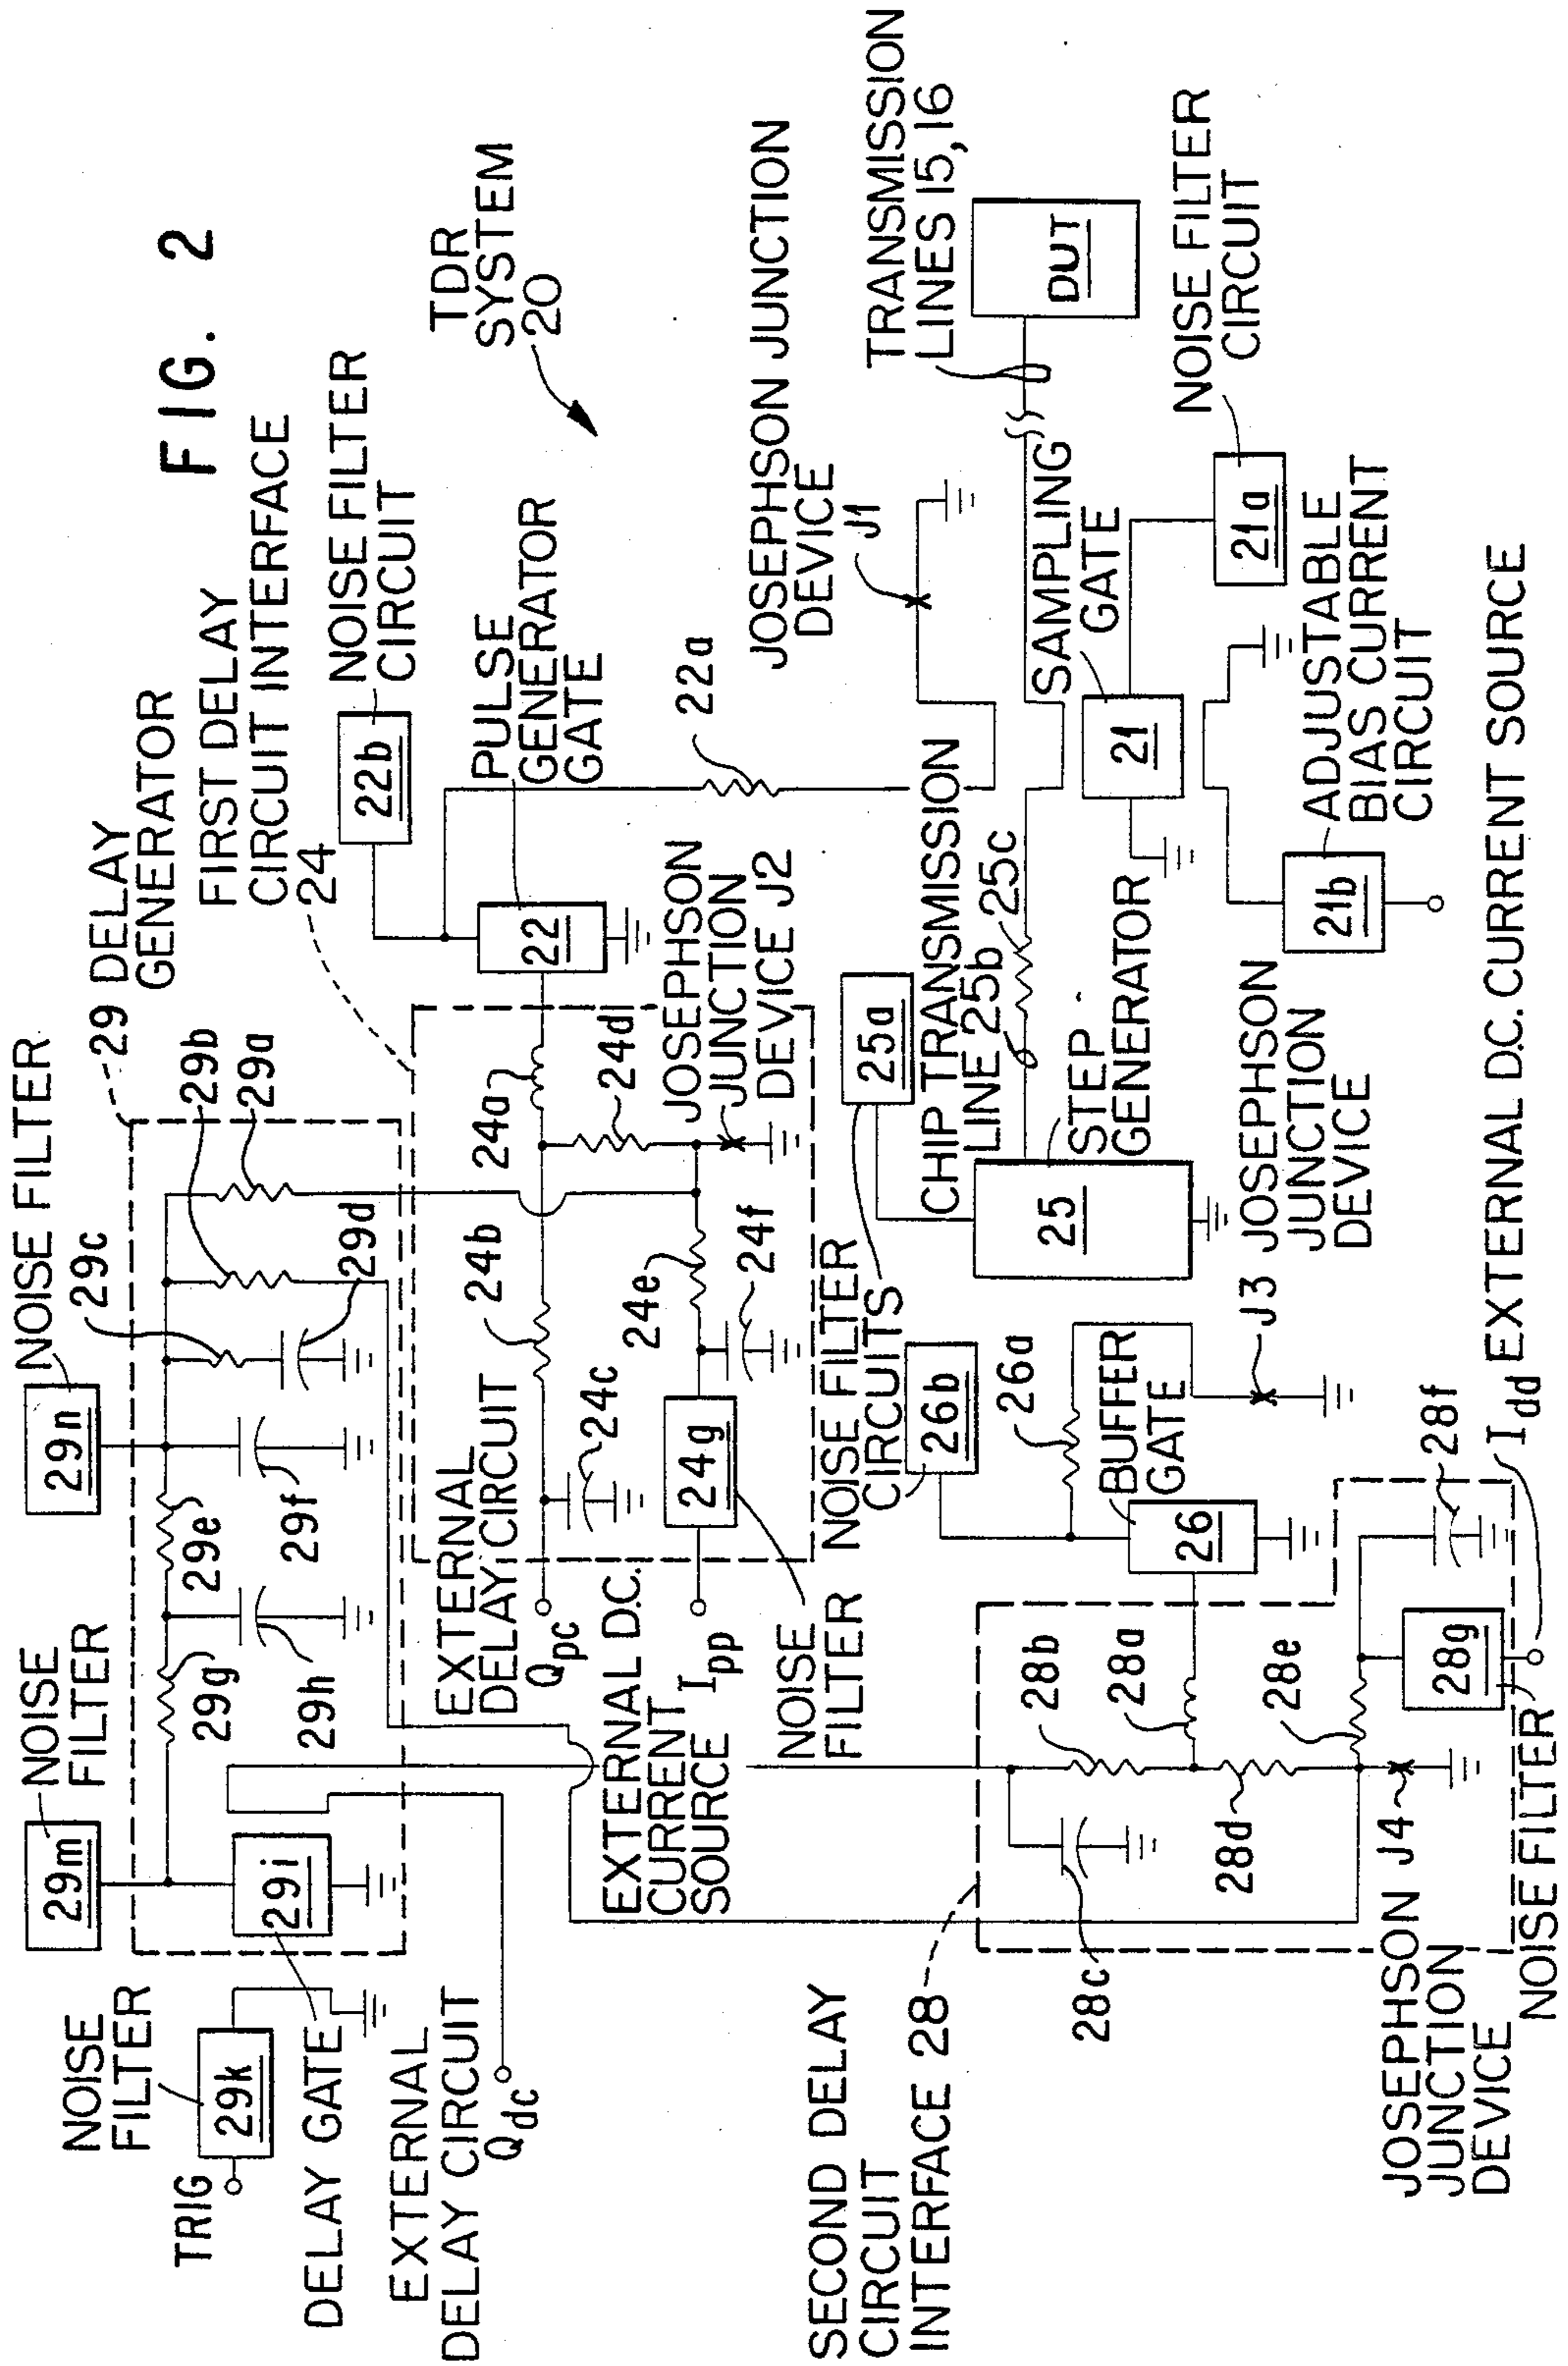 FIG. 2
TDR
SYSTEM
20
NOISE FILTER
29n
NOISE
FILTER
29m
NOISE
FILTER
29k
TRIG
DELAY GATE
29i
EXTERNAL
DELAY CIRCUIT
Qdc
29 DELAY
GENERATOR
29a
29b
29c
29d
29e
29f
29g
29h
FIRST DELAY
CIRCUIT INTERFACE
24
NOISE FILTER
CIRCUIT
22b
PULSE
GENERATOR
GATE
22
22a
EXTERNAL
DELAY CIRCUIT
Qpc
24a
24b
24c
24d
24e
24f
24g
JOSEPHSON
JUNCTION
DEVICE J2
EXTERNAL D.C.
CURRENT
SOURCE Ipp
NOISE
FILTER
JOSEPHSON JUNCTION
DEVICE
J1
TRANSMISSION
LINES 15,16
DUT
SAMPLING
GATE
21
NOISE FILTER
CIRCUIT
21a
ADJUSTABLE
BIAS CURRENT
CIRCUIT
21b
NOISE FILTER
CIRCUITS
25a
26b
CHIP TRANSMISSION
LINE 25b
25c
STEP
GENERATOR
25
26a
BUFFER
GATE
26
J3 JOSEPHSON
JUNCTION
DEVICE
SECOND DELAY
CIRCUIT
INTERFACE 28
28a
28b
28c
28d
28e
28f
28g
Idd EXTERNAL D.C. CURRENT SOURCE
JOSEPHSON J4
JUNCTION
DEVICE
NOISE FILTER